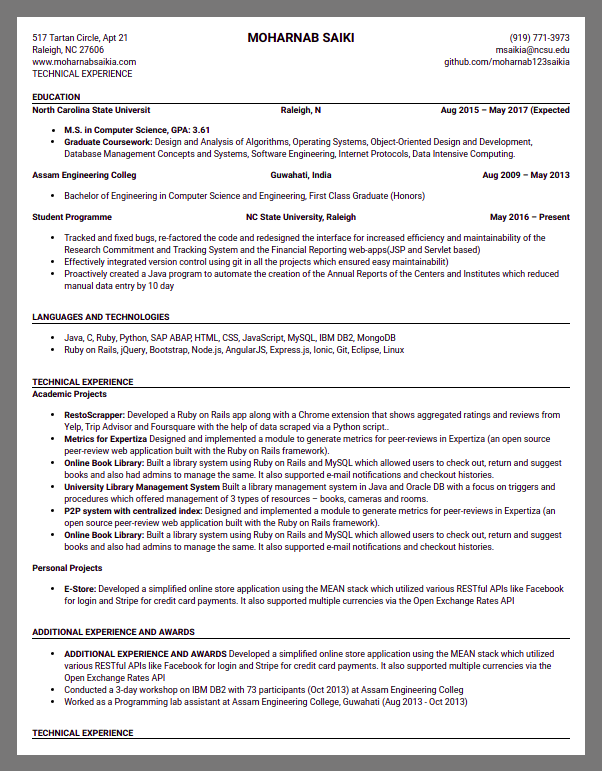 517 Tartan Circle, Apt 21
Raleigh, NC 27606
www.moharnabsaikia.com
TECHNICAL EXPERIENCE
MOHARNAB SAIKI
(919) 771-3973
msaikia@ncsu.edu
github.com/moharnab123saikia
EDUCATION
North Carolina State Universit Raleigh, N Aug 2015 – May 2017 (Expected
• M.S. in Computer Science, GPA: 3.61
• Graduate Coursework: Design and Analysis of Algorithms, Operating Systems, Object-Oriented Design and Development,
Database Management Concepts and Systems, Software Engineering, Internet Protocols, Data Intensive Computing.
Assam Engineering Colleg Guwahati, India Aug 2009 – May 2013
• Bachelor of Engineering in Computer Science and Engineering, First Class Graduate (Honors)
Student Programme NC State University, Raleigh May 2016 – Present
• Tracked and fixed bugs, re-factored the code and redesigned the interface for increased efficiency and maintainability of the
Research Commitment and Tracking System and the Financial Reporting web-apps(JSP and Servlet based)
• Effectively integrated version control using git in all the projects which ensured easy maintainabilit)
• Proactively created a Java program to automate the creation of the Annual Reports of the Centers and Institutes which reduced
manual data entry by 10 day
LANGUAGES AND TECHNOLOGIES
• Java, C, Ruby, Python, SAP ABAP, HTML, CSS, JavaScript, MySQL, IBM DB2, MongoDB
• Ruby on Rails, jQuery, Bootstrap, Node.js, AngularJS, Express.js, Ionic, Git, Eclipse, Linux
TECHNICAL EXPERIENCE
Academic Projects
• RestoScrapper: Developed a Ruby on Rails app along with a Chrome extension that shows aggregated ratings and reviews from
Yelp, Trip Advisor and Foursquare with the help of data scraped via a Python script..
• Metrics for Expertiza Designed and implemented a module to generate metrics for peer-reviews in Expertiza (an open source
peer-review web application built with the Ruby on Rails framework).
• Online Book Library: Built a library system using Ruby on Rails and MySQL which allowed users to check out, return and suggest
books and also had admins to manage the same. It also supported e-mail notifications and checkout histories.
• University Library Management System Built a library management system in Java and Oracle DB with a focus on triggers and
procedures which offered management of 3 types of resources – books, cameras and rooms.
• P2P system with centralized index: Designed and implemented a module to generate metrics for peer-reviews in Expertiza (an
open source peer-review web application built with the Ruby on Rails framework).
• Online Book Library: Built a library system using Ruby on Rails and MySQL which allowed users to check out, return and suggest
books and also had admins to manage the same. It also supported e-mail notifications and checkout histories.
Personal Projects
• E-Store: Developed a simplified online store application using the MEAN stack which utilized various RESTful APIs like Facebook
for login and Stripe for credit card payments. It also supported multiple currencies via the Open Exchange Rates API
ADDITIONAL EXPERIENCE AND AWARDS
• ADDITIONAL EXPERIENCE AND AWARDS Developed a simplified online store application using the MEAN stack which utilized
various RESTful APIs like Facebook for login and Stripe for credit card payments. It also supported multiple currencies via the
Open Exchange Rates API
• Conducted a 3-day workshop on IBM DB2 with 73 participants (Oct 2013) at Assam Engineering Colleg
• Worked as a Programming lab assistant at Assam Engineering College, Guwahati (Aug 2013 - Oct 2013)
TECHNICAL EXPERIENCE